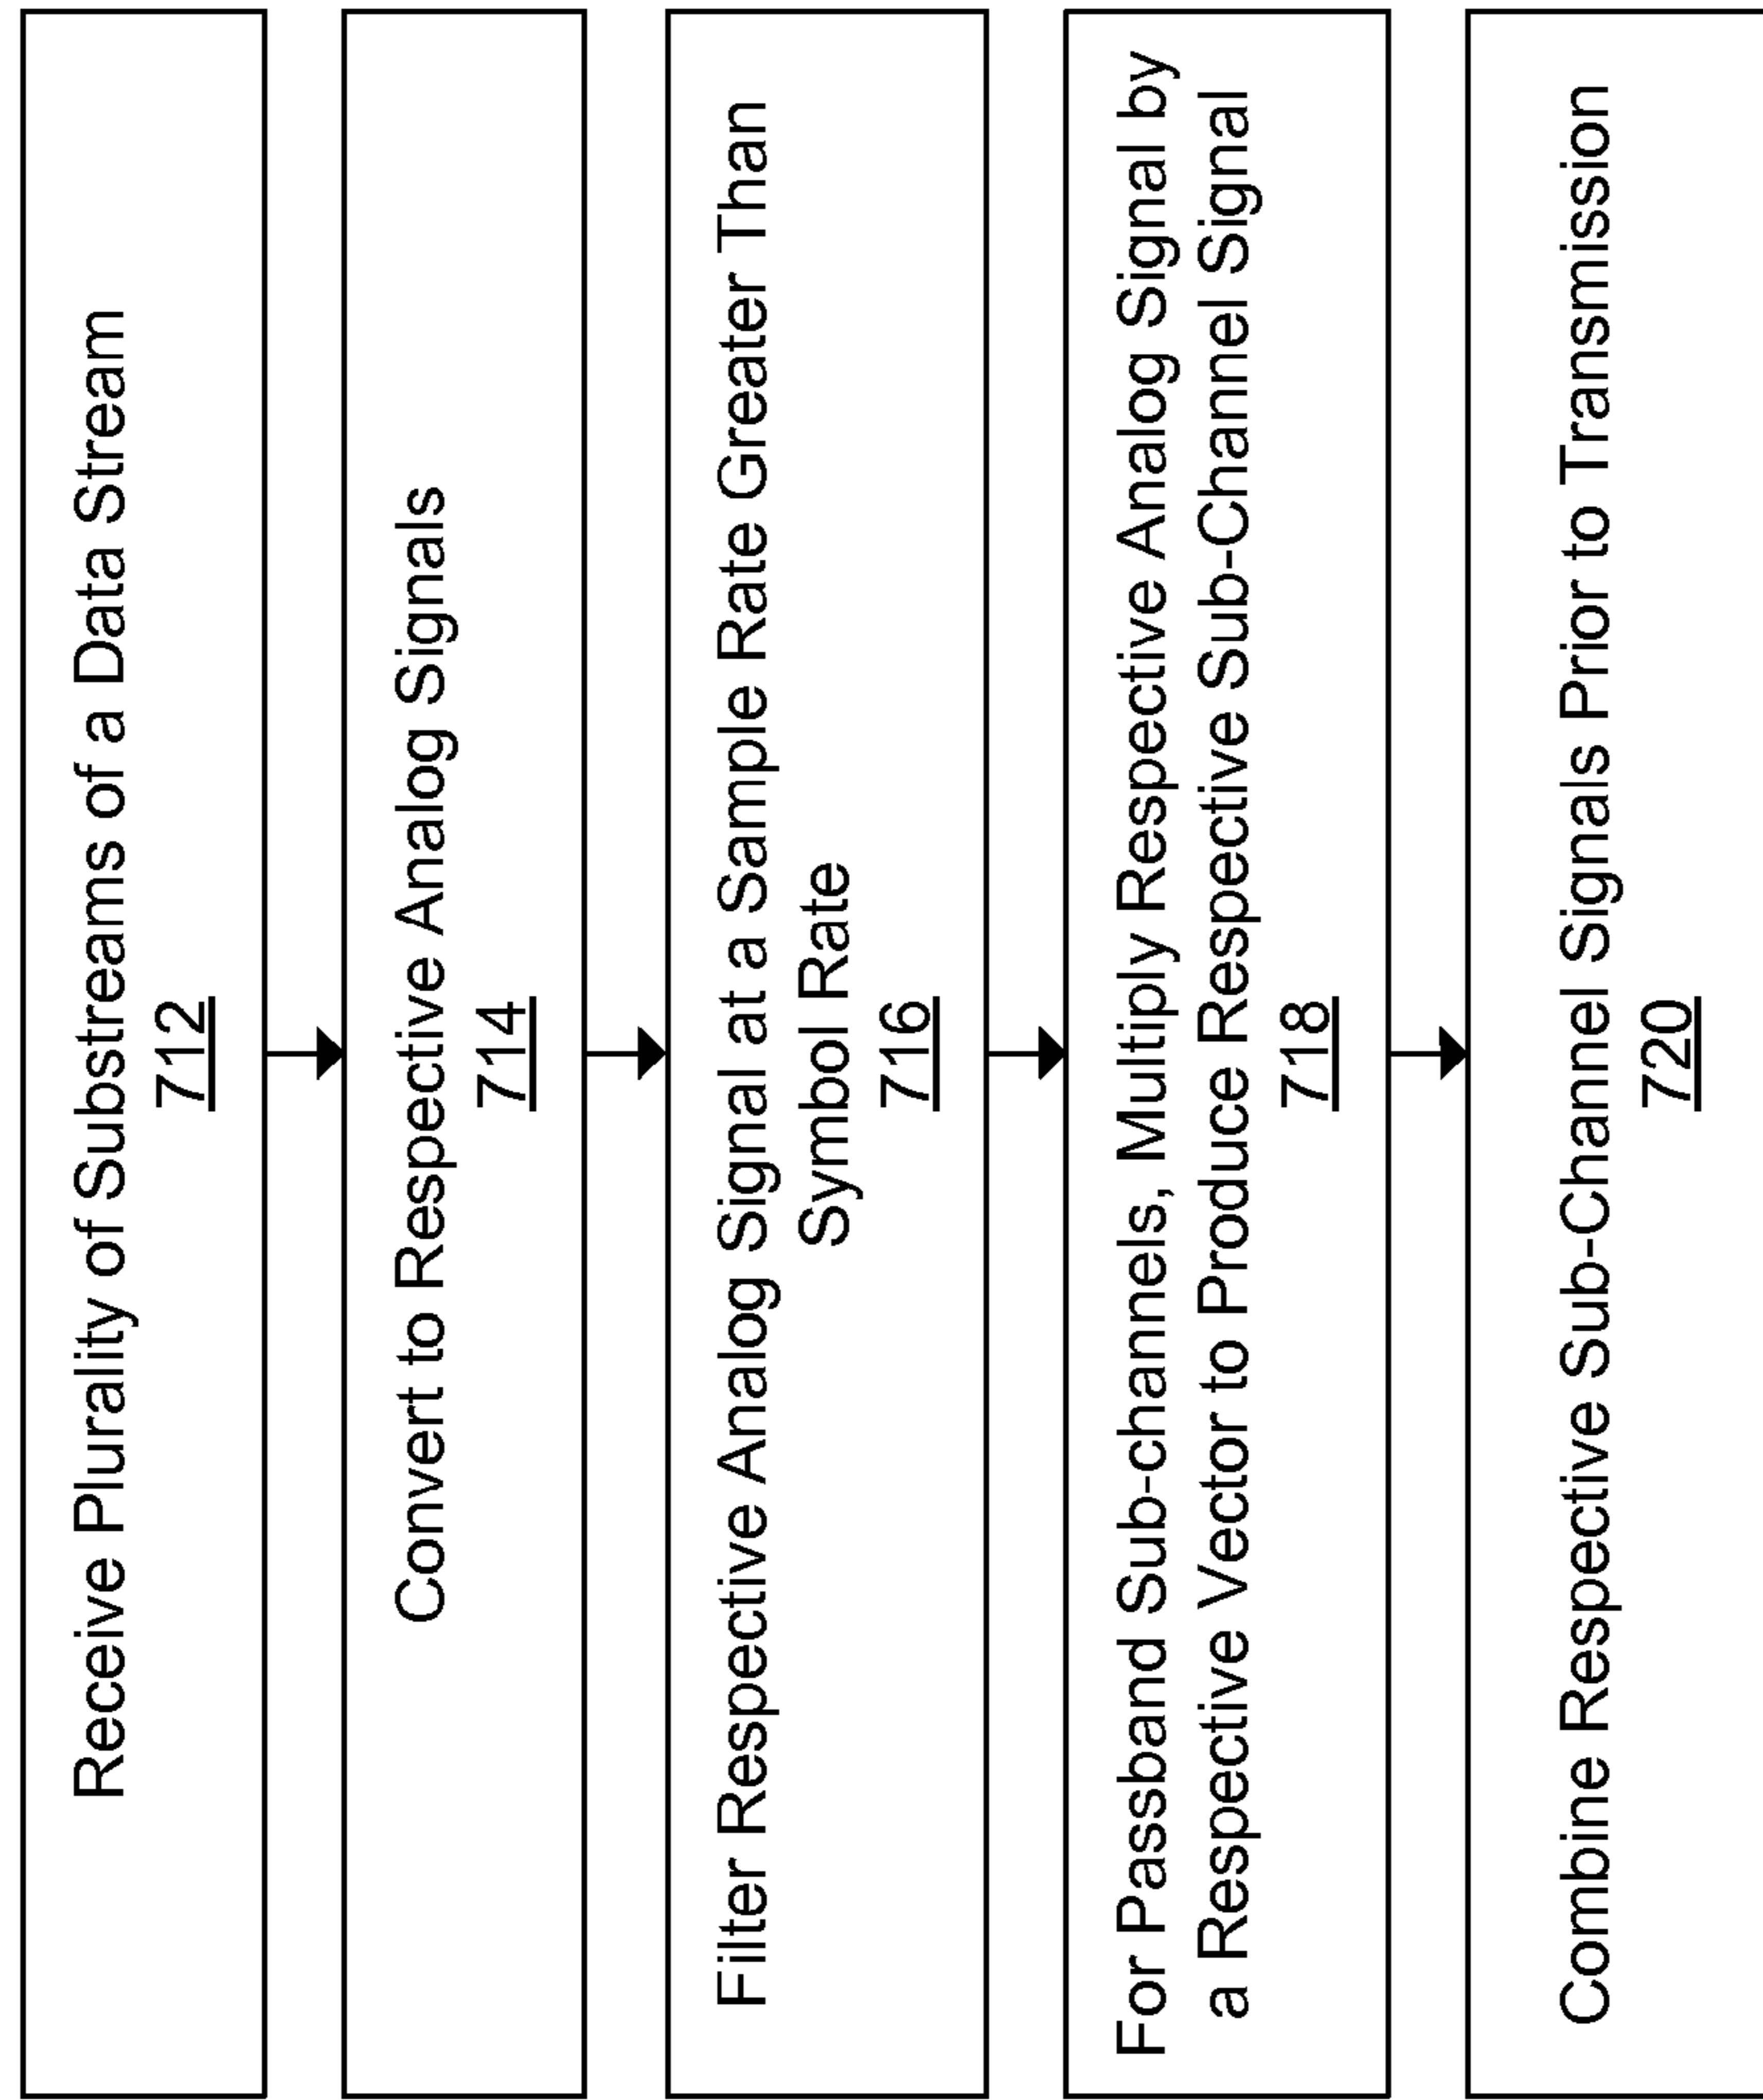 Receive Plurality of Substreams of a Data Stream
712
Convert to Respective Analog Signals
714
Filter Respective Analog Signal at a Sample Rate Greater Than
Symbol Rate
716
For Passband Sub-channels, Multiply Respective Analog Signal by
a Respective Vector to Produce Respective Sub-Channel Signal
718
Combine Respective Sub-Channel Signals Prior to Transmission
720